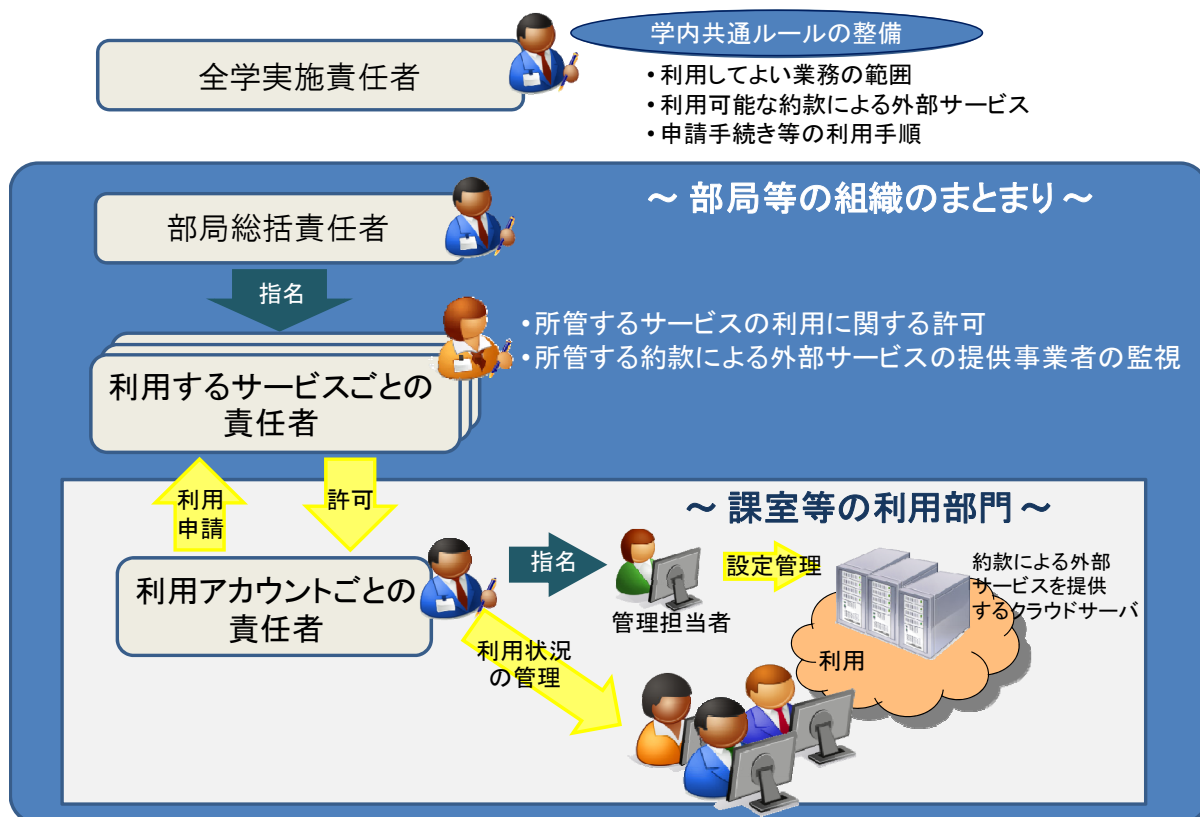 学内共通ルールの整備
全学実施責任者
・利用してよい業務の範囲
・利用可能な約款による外部サービス
・申請手続き等の利用手順
～ 部局等の組織のまとまり～
部局総括責任者
指名
・所管するサービスの利用に関する許可
・所管する約款による外部サービスの提供事業者の監視
利用するサービスごとの
責任者
利用
申請
許可
～ 課室等の利用部門～
利用アカウントごとの
責任者
指名
管理担当者
設定管理
約款による外部
サービスを提供
するクラウドサーバ
利用状況
の管理
利用